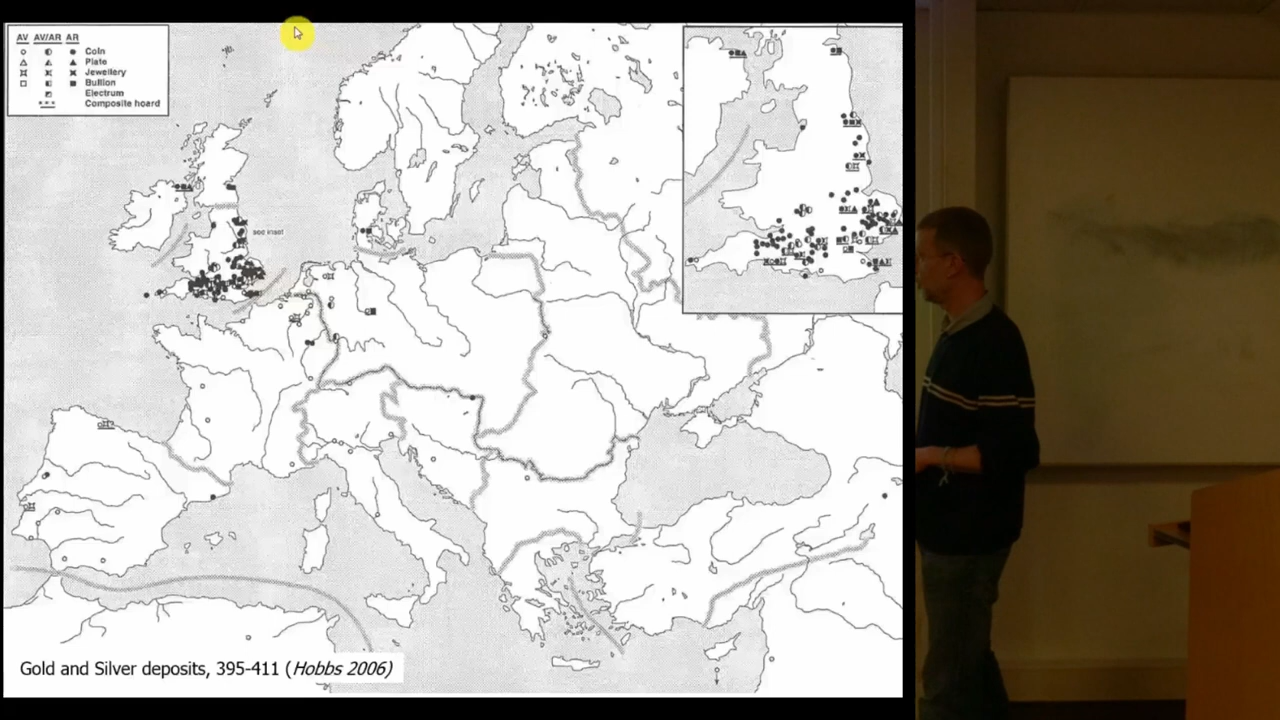 AV AV/AR AR
Coin
Plate
Jewellery
Bullion
Electrum
Composite hoard
see inset
Gold and Silver deposits, 395-411 (Hobbs 2006)